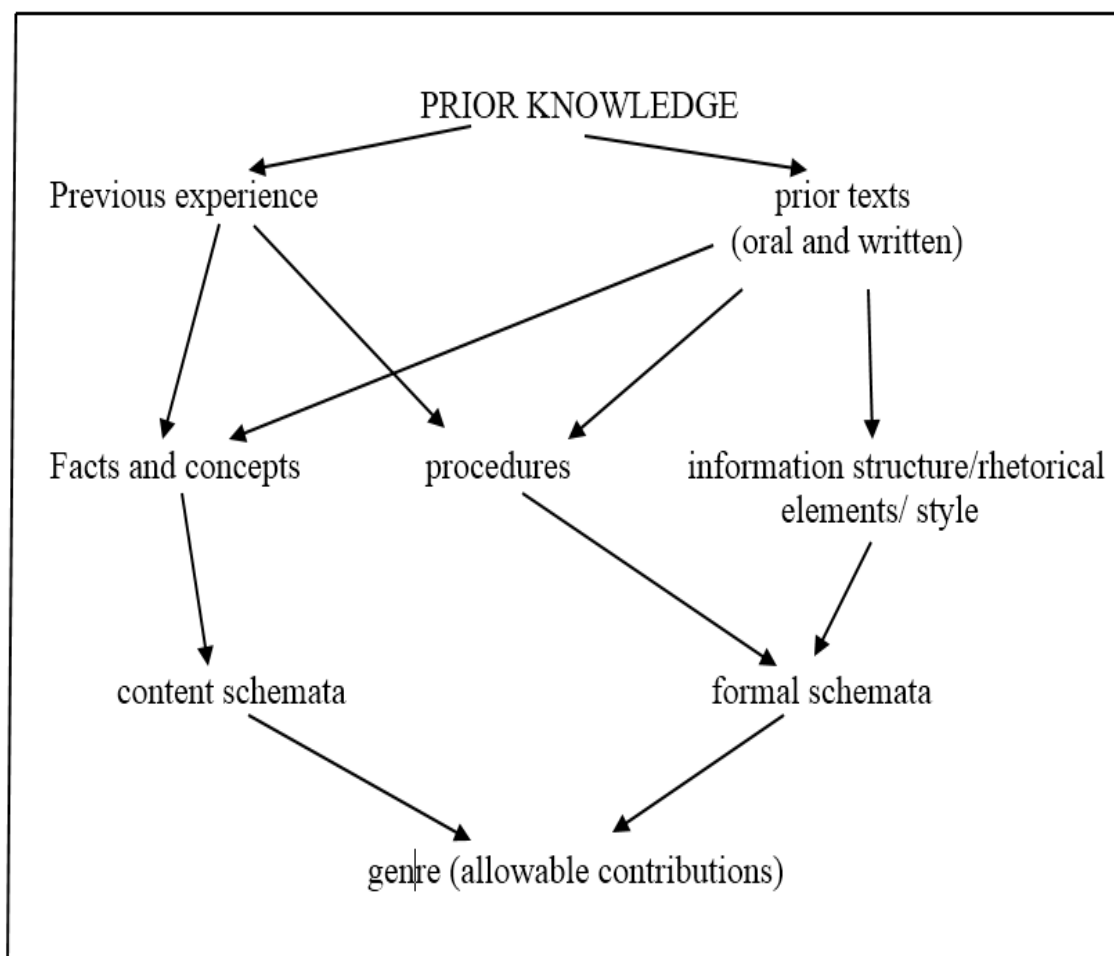 PRIOR KNOWLEDGE
Previous experience
prior texts
(oral and written)
Facts and concepts
procedures
information structure/rhetorical
elements/ style
content schemata
formal schemata
genre (allowable contributions)